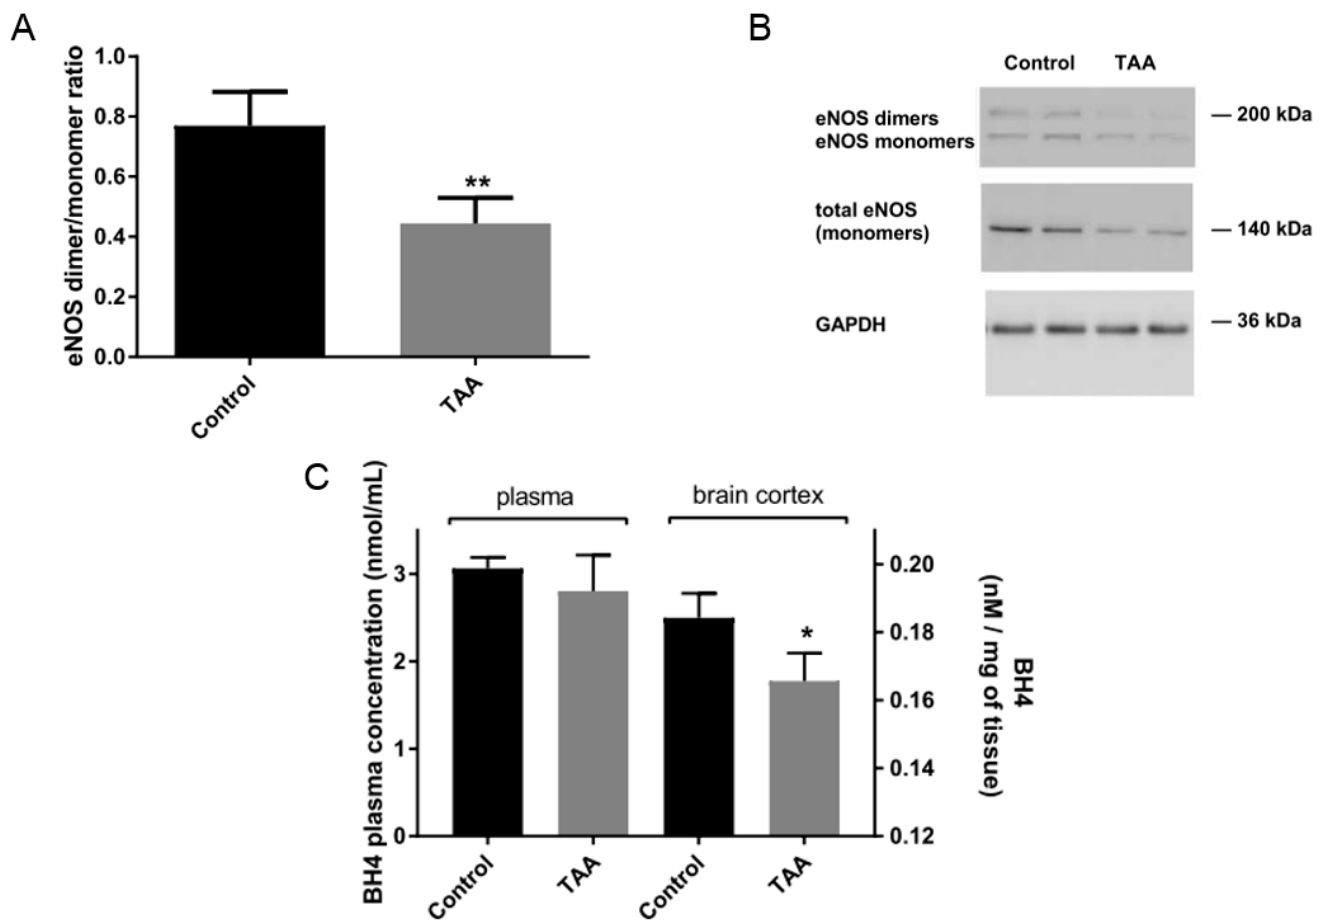 A
eNOS dimer/monomer ratio
1.0
0.8
0.6
0.4
0.2
0.0
**
Control
TAA
B
Control TAA
eNOS dimers
eNOS monomers
— 200 kDa
total eNOS
(monomers)
— 140 kDa
GAPDH
— 36 kDa
C
BH4 plasma concentration (nmol/mL)
plasma
brain cortex
3
2
1
0
*
0.20
0.18
0.16
0.14
0.12
BH4
(nM / mg of tissue)
Control
TAA
Control
TAA